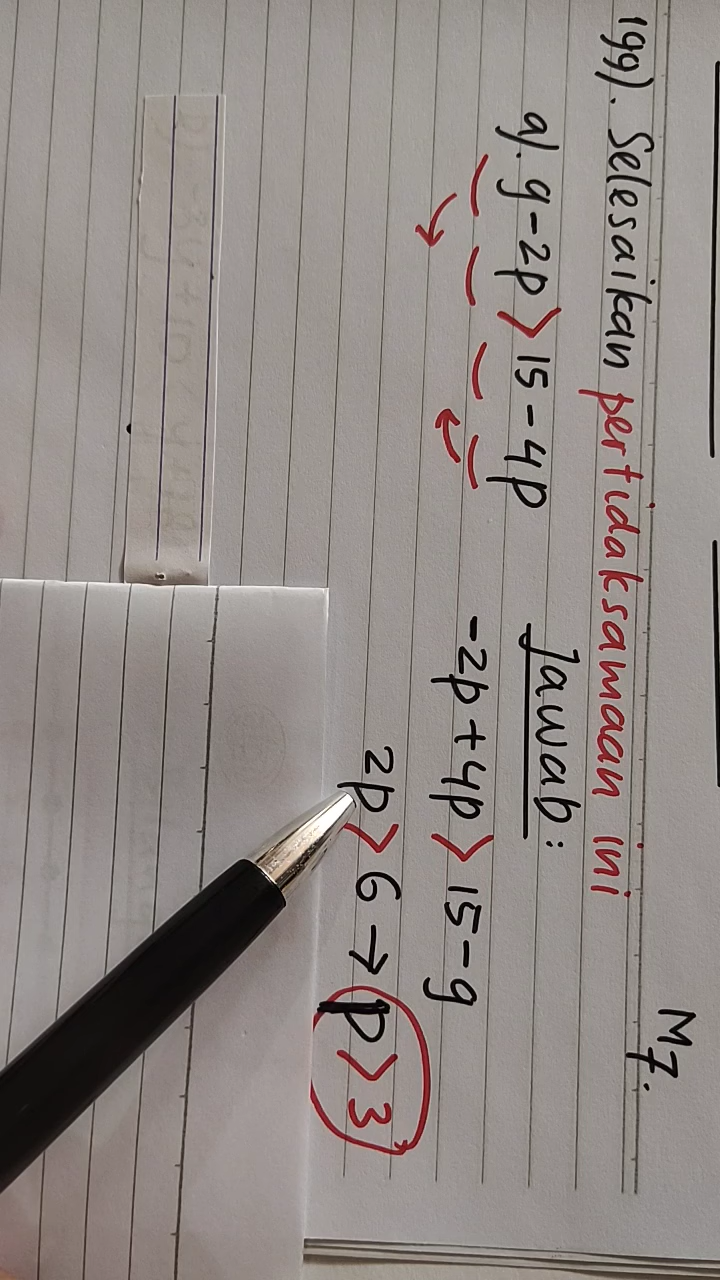 M7.
199). Selesaikan pertidaksamaan ini
a). 9-2p > 15-4p
Jawab:
-2p+4p > 15-9
2p > 6 → p > 3